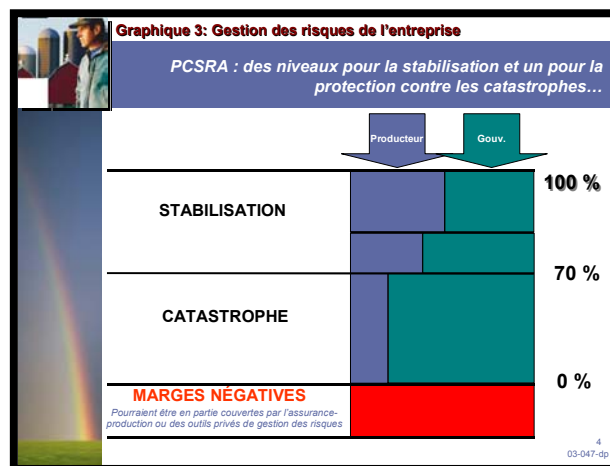 Graphique 3: Gestion des risques de l'entreprise
PCSRA : des niveaux pour la stabilisation et un pour la
protection contre les catastrophes…
Producteur
Gouv.
100 %
STABILISATION
70 %
CATASTROPHE
0 %
MARGES NÉGATIVES
Pourraient être en partie couvertes par l'assurance-
production ou des outils privés de gestion des risques
4
03-047-dp